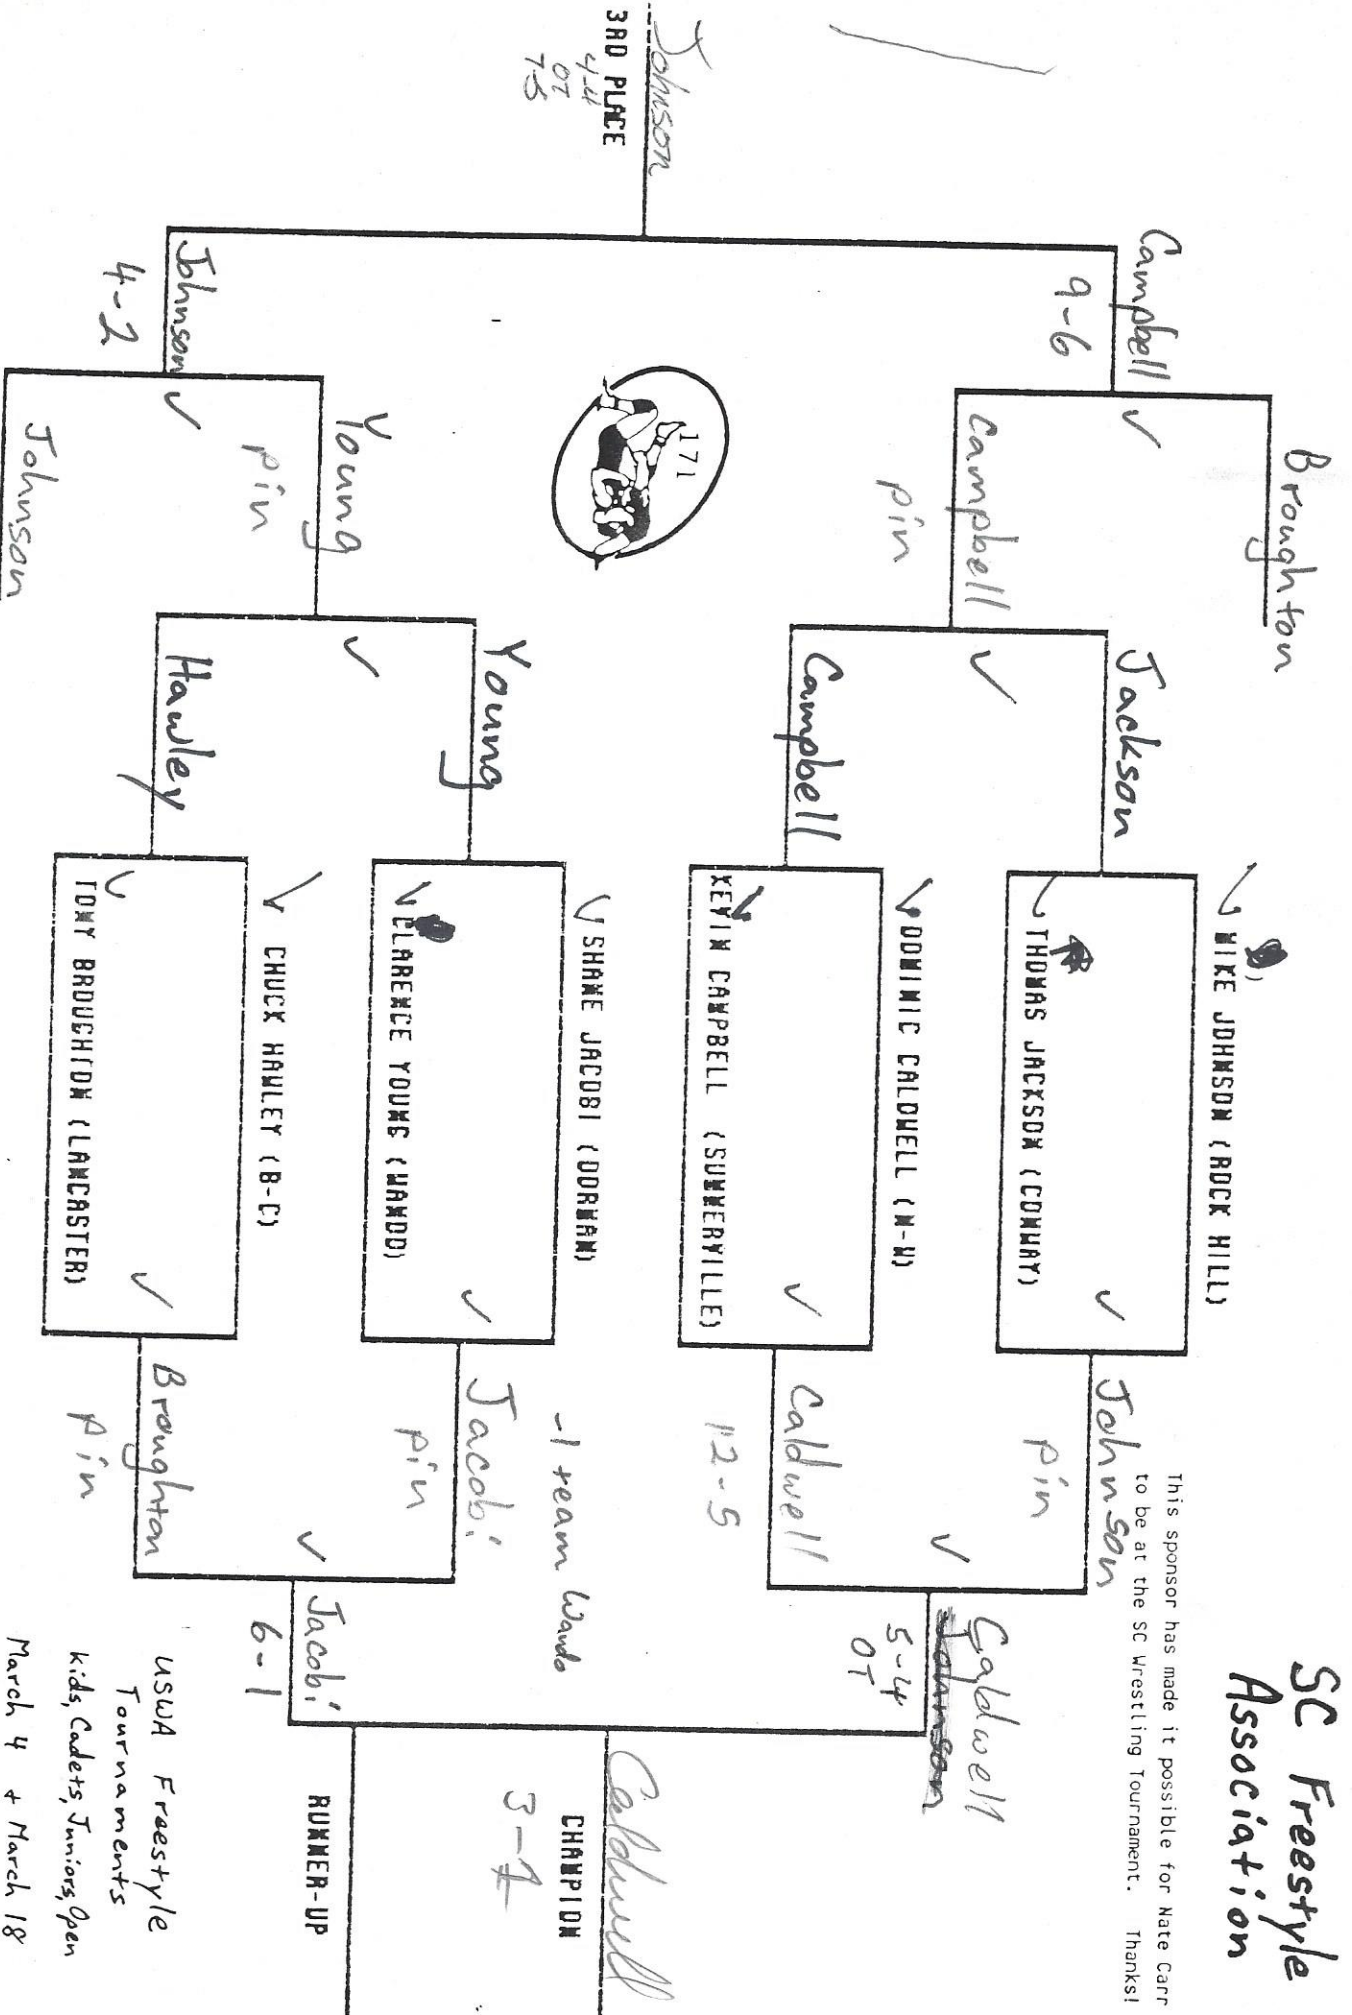 SC Freestyle
Association
This sponsor has made it possible for Nate Carr
to be at the SC Wrestling Tournament. Thanks!
Broughton
Campbell
9-6
Campbell
pin
Jackson
Campbell
MIKE JOHNSON (ROCK HILL)
THOMAS JACKSON (CONWAY)
Johnson
pin
DOMINIC CALDWELL (M-W)
KEVIN CAMPBELL (SUMMERVILLE)
Caldwell
12-5
Caldwell
Johnson
5-4
OT
Johnson
3RD PLACE
4-4
OT
7-5
171
Caldwell
CHAMPION
3-1
-1 team Wando
Young
Hawley
SHANE JACOBI (DORMAN)
CLARENCE YOUNG (WANDO)
Jacobi
pin
CHUCK HAWLEY (B-C)
TONY BROUGHTON (LANCASTER)
Broughton
pin
Jacobi
6-1
RUNNER-UP
Young
pin
Johnson
4-2
Johnson
USWA Freestyle
Tournaments
kids, Cadets, Juniors, Open
March 4 + March 18